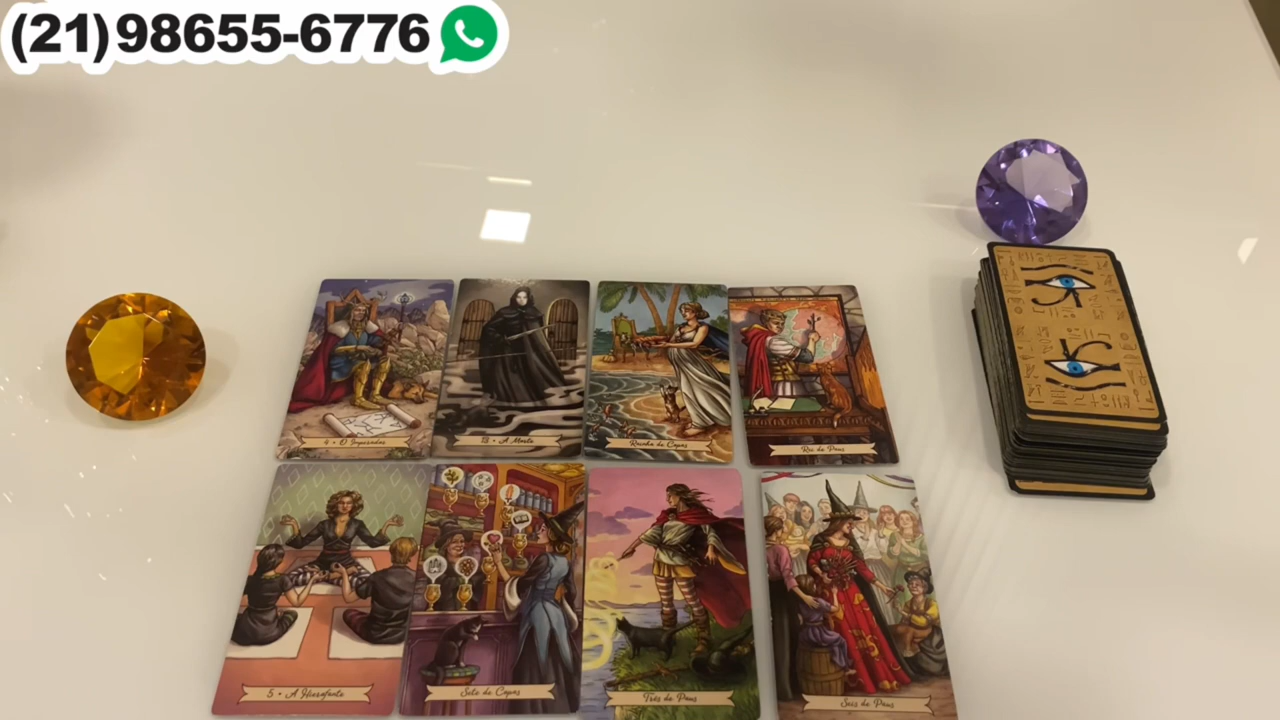 (21)98655-6776
4 • O Imperador
13 • A Morte
Rainha de Copas
Rei de Paus
5 • A Hierofante
Sete de Copas
Três de Paus
Seis de Paus